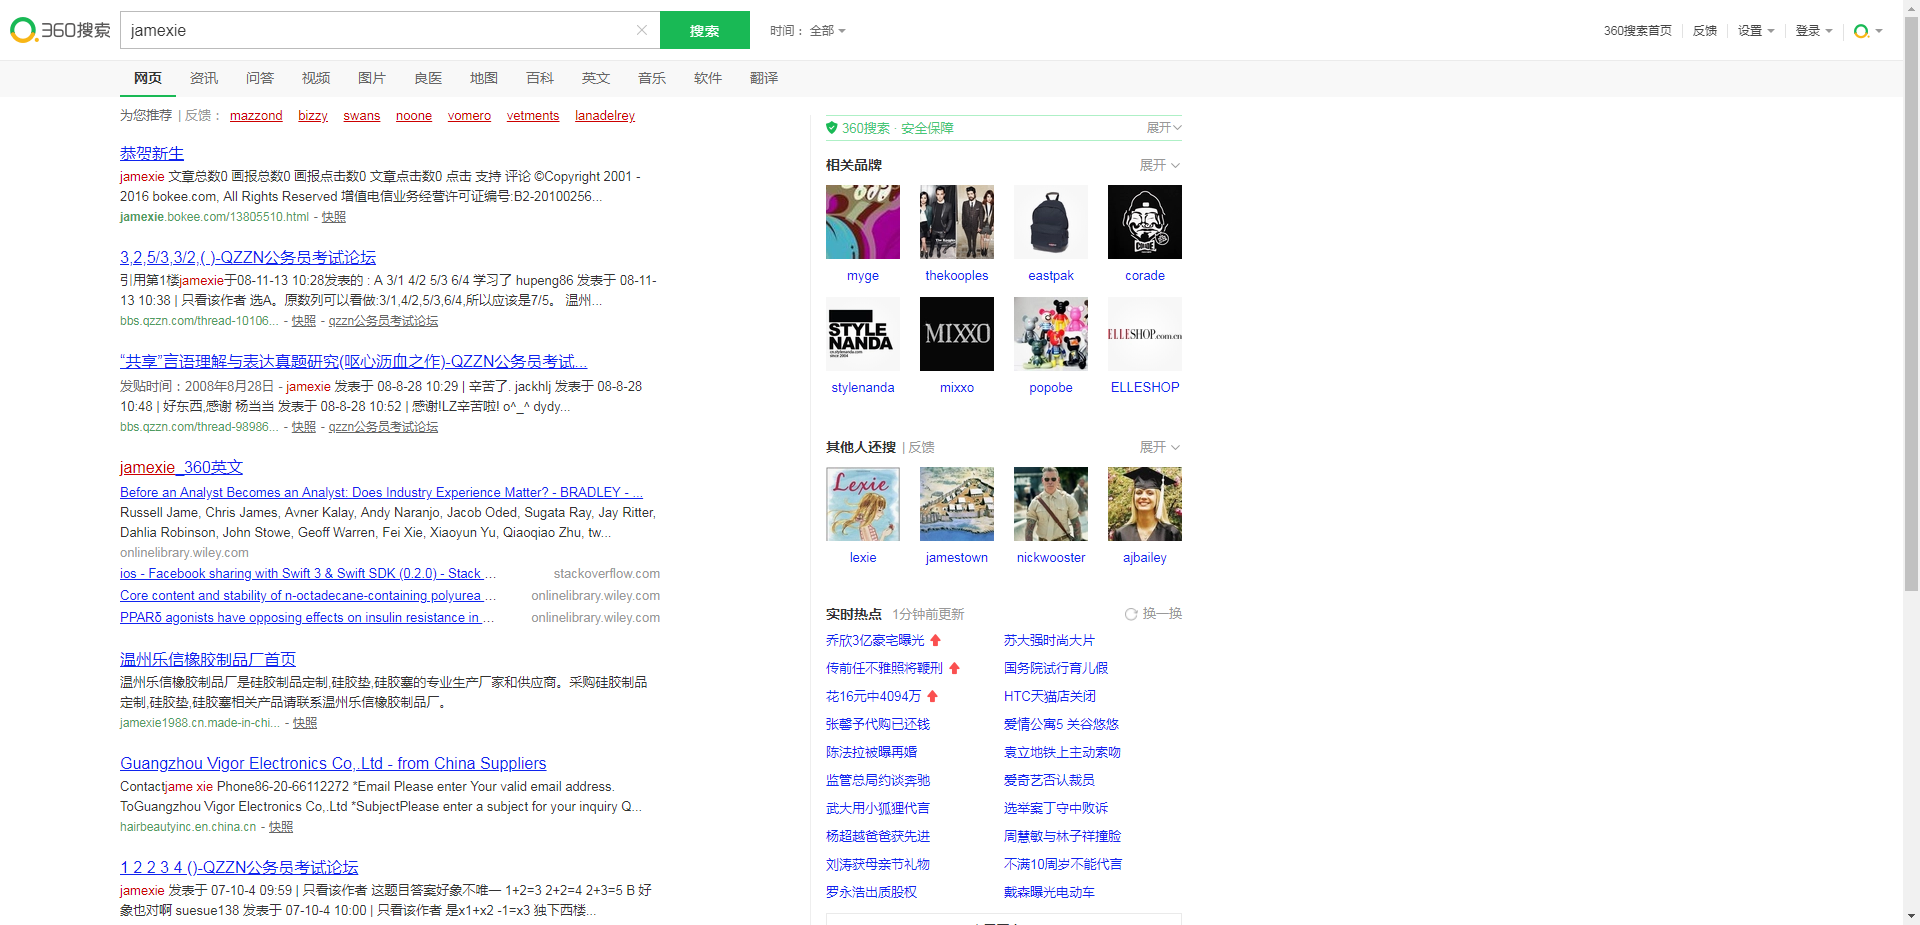 360搜索
jamexie
搜索
时间： 全部
360搜索首页
反馈
设置
登录
网页 资讯 问答 视频 图片 良医 地图 百科 英文 音乐 软件 翻译
为您推荐 | 反馈： mazzond bizzy swans noone vomero vetments lanadelrey
恭贺新生
jamexie 文章总数0 画报总数0 画报点击数0 文章点击数0 点击 支持 评论 ©Copyright 2001 -
2016 bokee.com, All Rights Reserved 增值电信业务经营许可证编号:B2-20100256...
jamexie.bokee.com/13805510.html - 快照
3,2,5/3,3/2,( )-QZZN公务员考试论坛
引用第1楼jamexie于08-11-13 10:28发表的 : A 3/1 4/2 5/3 6/4 学习了 hupeng86 发表于 08-11-
13 10:38 | 只看该作者 选A。原数列可以看做:3/1,4/2,5/3,6/4,所以应该是7/5。 温州...
bbs.qzzn.com/thread-10106... - 快照 - qzzn公务员考试论坛
“共享”言语理解与表达真题研究(呕心沥血之作)-QZZN公务员考试...
发贴时间：2008年8月28日 - jamexie 发表于 08-8-28 10:29 | 辛苦了. jackhlj 发表于 08-8-28
10:48 | 好东西,感谢 杨当当 发表于 08-8-28 10:52 | 感谢!LZ辛苦啦! o^_^ dydy...
bbs.qzzn.com/thread-98986... - 快照 - qzzn公务员考试论坛
jamexie_360英文
Before an Analyst Becomes an Analyst: Does Industry Experience Matter? - BRADLEY - ...
Russell Jame, Chris James, Avner Kalay, Andy Naranjo, Jacob Oded, Sugata Ray, Jay Ritter,
Dahlia Robinson, John Stowe, Geoff Warren, Fei Xie, Xiaoyun Yu, Qiaoqiao Zhu, tw...
onlinelibrary.wiley.com
ios - Facebook sharing with Swift 3 & Swift SDK (0.2.0) - Stack ... stackoverflow.com
Core content and stability of n-octadecane-containing polyurea ... onlinelibrary.wiley.com
PPARδ agonists have opposing effects on insulin resistance in ... onlinelibrary.wiley.com
温州乐信橡胶制品厂首页
温州乐信橡胶制品厂是硅胶制品定制,硅胶垫,硅胶塞的专业生产厂家和供应商。采购硅胶制品
定制,硅胶垫,硅胶塞相关产品请联系温州乐信橡胶制品厂。
jamexie1988.cn.made-in-chi... - 快照
Guangzhou Vigor Electronics Co,.Ltd - from China Suppliers
Contactjame xie Phone86-20-66112272 *Email Please enter Your valid email address.
ToGuangzhou Vigor Electronics Co,.Ltd *SubjectPlease enter a subject for your inquiry Q...
hairbeautyinc.en.china.cn - 快照
1 2 2 3 4 ()-QZZN公务员考试论坛
jamexie 发表于 07-10-4 09:59 | 只看该作者 这题目答案好象不唯一 1+2=3 2+2=4 2+3=5 B 好
象也对啊 suesue138 发表于 07-10-4 10:00 | 只看该作者 是x1+x2 -1=x3 独下西楼...
360搜索 · 安全保障 展开
相关品牌 展开
CORADE
myge thekooples eastpak corade
STYLE
NANDA
cn.stylenanda.com
since 2004
MIXXO
ELLESHOP.com.cn
stylenanda mixxo popobe ELLESHOP
其他人还搜 | 反馈 展开
Lexie
lexie jamestown nickwooster ajbailey
实时热点 1分钟前更新 换一换
乔欣3亿豪宅曝光 苏大强时尚大片
传前任不雅照将鞭刑 国务院试行育儿假
花16元中4094万 HTC天猫店关闭
张馨予代购已还钱 爱情公寓5 关谷悠悠
陈法拉被曝再婚 袁立地铁上主动索吻
监管总局约谈奔驰 爱奇艺否认裁员
武大用小狐狸代言 选举案丁守中败诉
杨超越爸爸获先进 周慧敏与林子祥撞脸
刘涛获母亲节礼物 不满10周岁不能代言
罗永浩出质股权 戴森曝光电动车